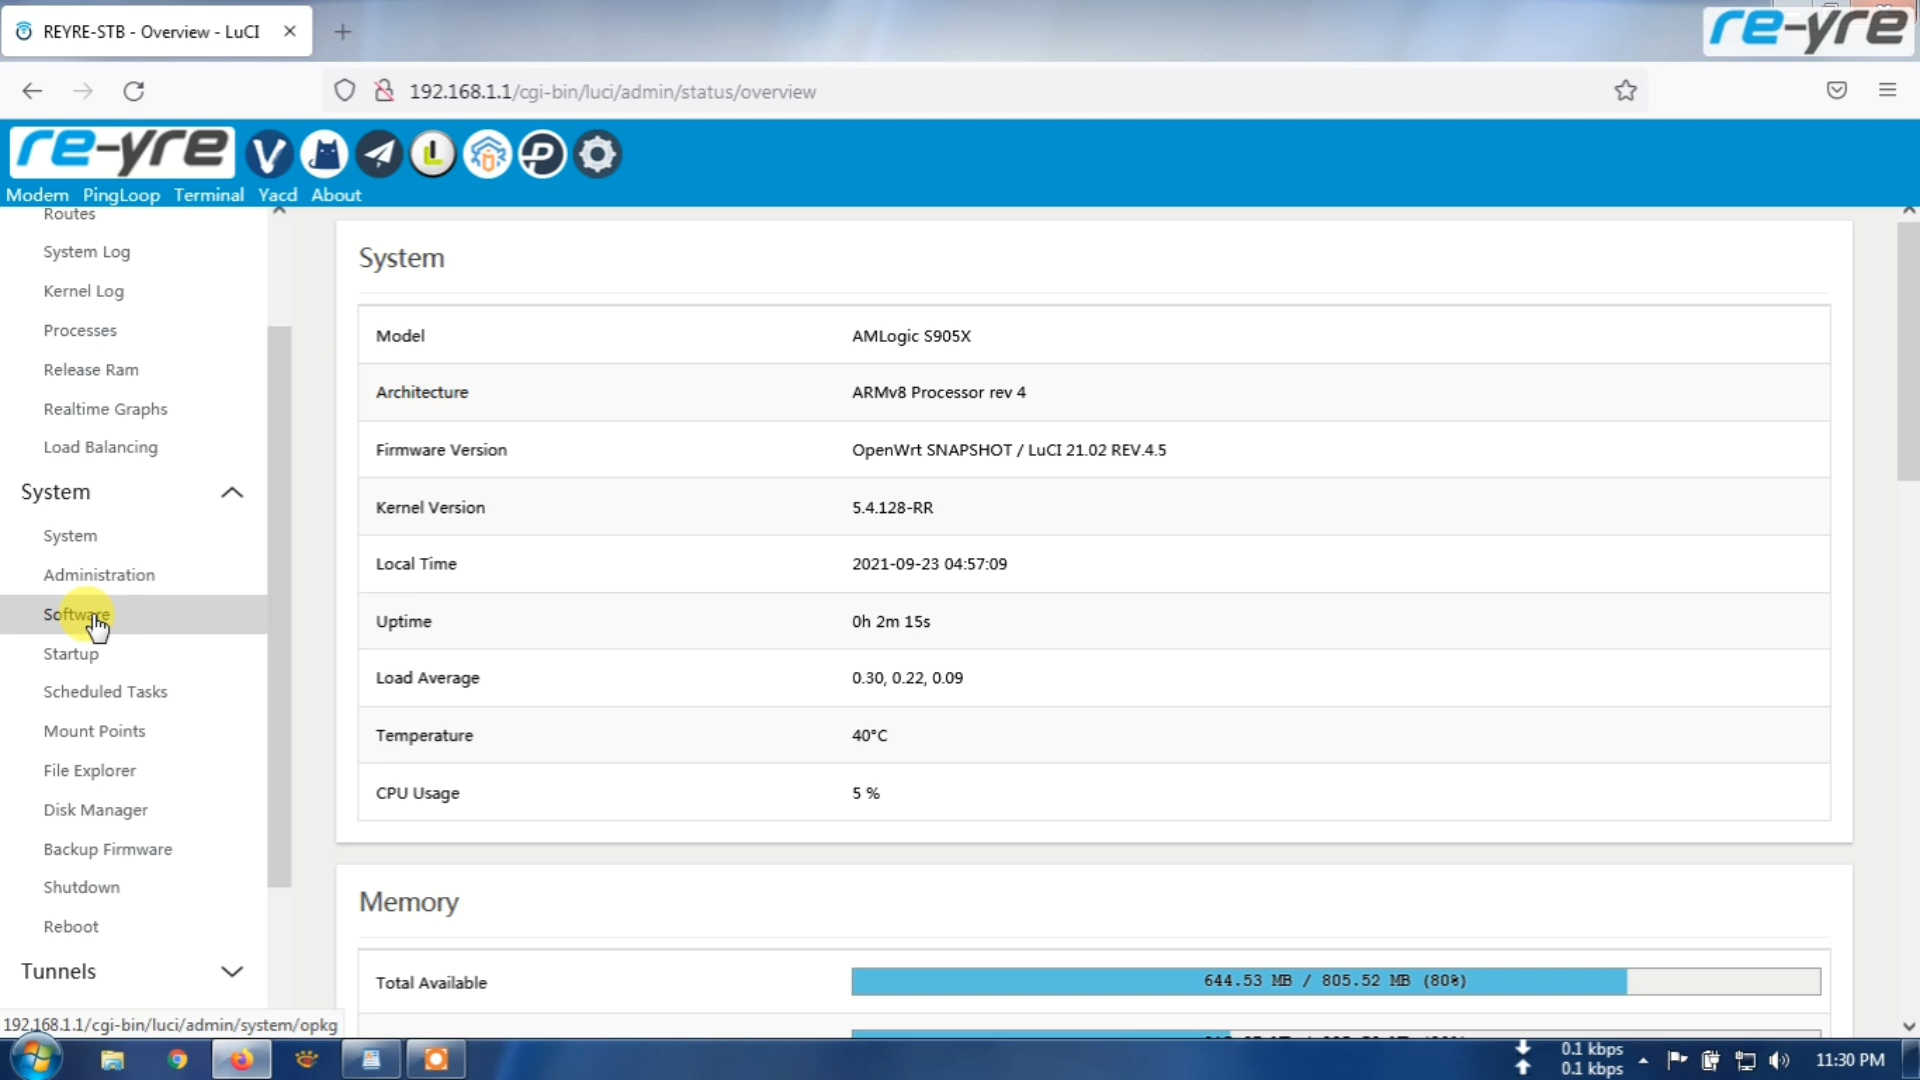 REYRE-STB - Overview - LuCI
re-yre
192.168.1.1/cgi-bin/luci/admin/status/overview
re-yre
Modem PingLoop Terminal Yacd About
Routes
System Log
Kernel Log
Processes
Release Ram
Realtime Graphs
Load Balancing
System
System
Administration
Software
Startup
Scheduled Tasks
Mount Points
File Explorer
Disk Manager
Backup Firmware
Shutdown
Reboot
Tunnels
System
Model AMLogic S905X
Architecture ARMv8 Processor rev 4
Firmware Version OpenWrt SNAPSHOT / LuCI 21.02 REV.4.5
Kernel Version 5.4.128-RR
Local Time 2021-09-23 04:57:09
Uptime 0h 2m 15s
Load Average 0.30, 0.22, 0.09
Temperature 40°C
CPU Usage 5 %
Memory
Total Available 644.53 MB / 805.52 MB (80%)
192.168.1.1/cgi-bin/luci/admin/system/opkg
0.1 kbps
0.1 kbps
11:30 PM